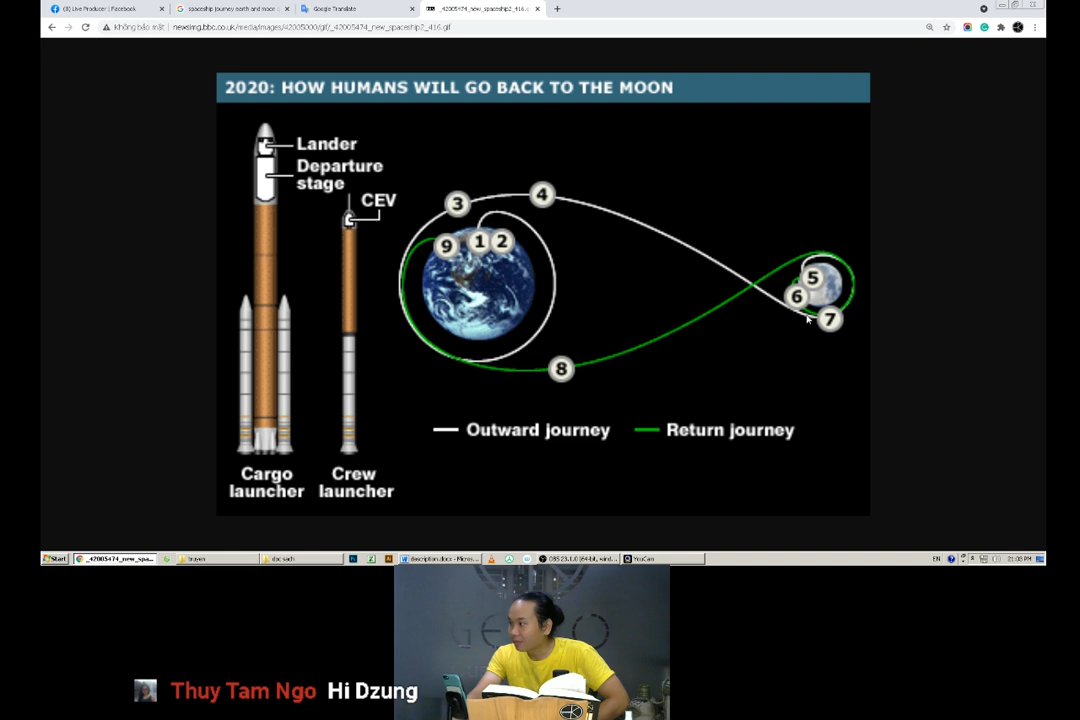 (8) Live Producer | Facebook
spaceship journey earth and moon
Google Translate
_42005474_new_spaceship2_416.g
Không bảo mật | newsimg.bbc.co.uk/media/images/42005000/gif/_42005474_new_spaceship2_416.gif
2020: HOW HUMANS WILL GO BACK TO THE MOON
Lander
Departure
stage
CEV
3
4
9
1
2
5
6
7
8
Outward journey
Return journey
Cargo
launcher
Crew
launcher
Start
_42005474_new_spa...
truyen
doc sach
description.docx - Micros...
OBS 23.1.0 (64-bit, wind...
YouCam
EN
21:03 PM
Thuy Tam Ngo Hi Dzung